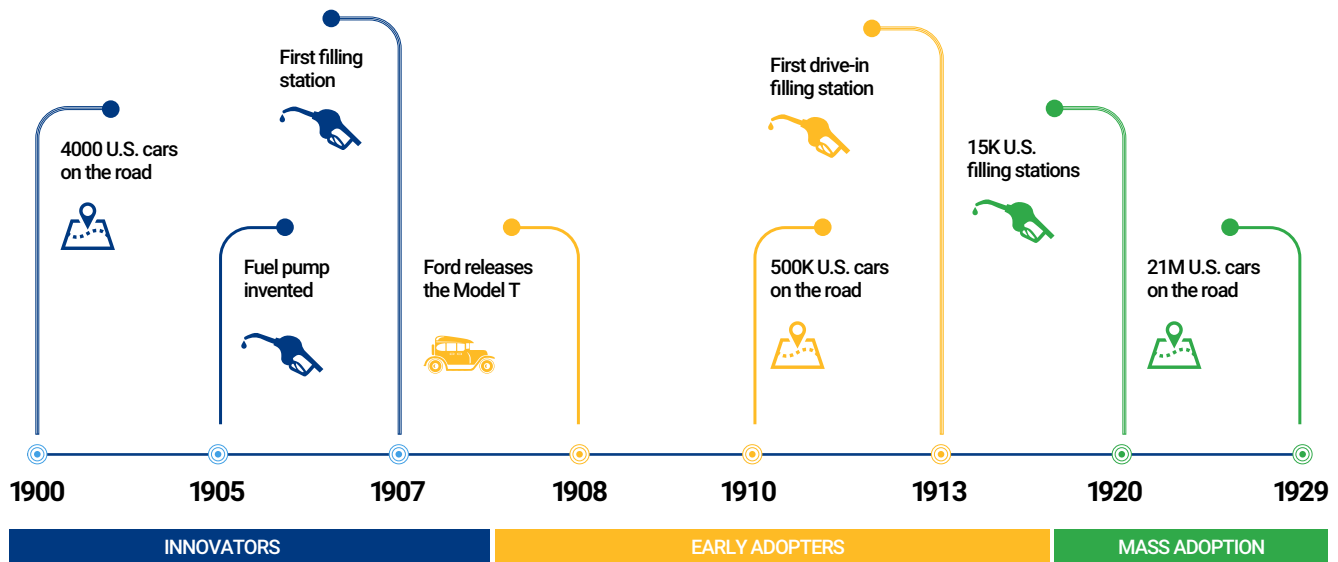 First filling
station
First drive-in
filling station
4000 U.S. cars
on the road
15K U.S.
filling stations
Fuel pump
invented
Ford releases
the Model T
500K U.S. cars
on the road
21M U.S. cars
on the road
1900
1905
1907
1908
1910
1913
1920
1929
INNOVATORS
EARLY ADOPTERS
MASS ADOPTION